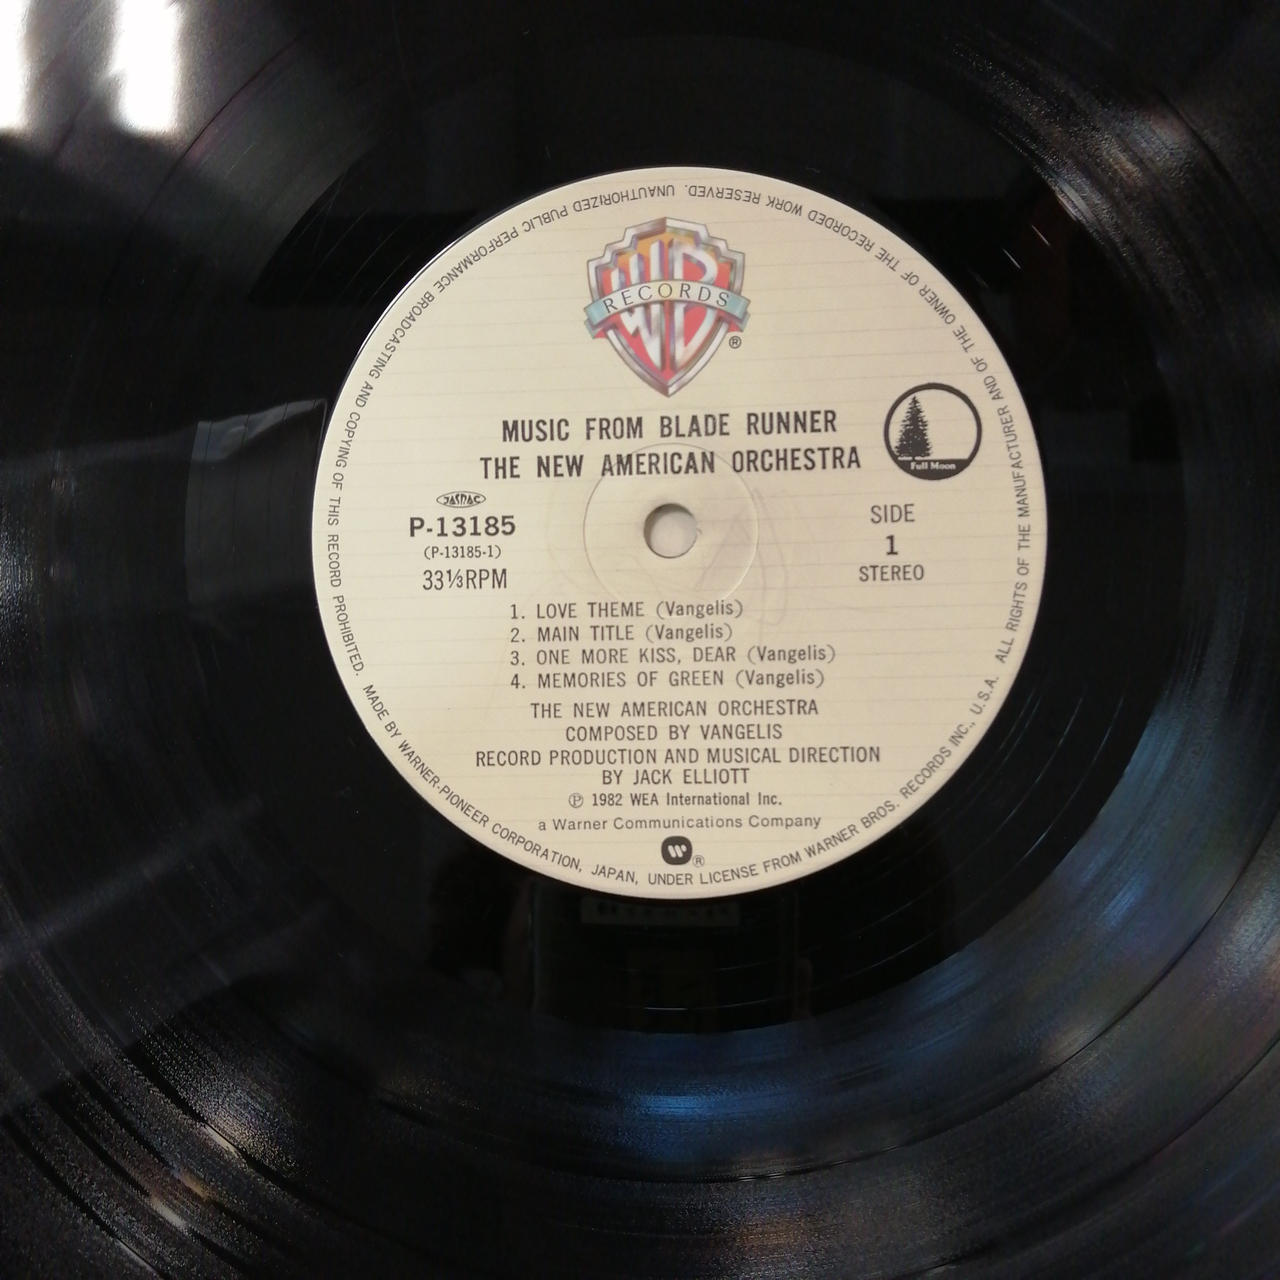 WB
RECORDS
®
MUSIC FROM BLADE RUNNER
THE NEW AMERICAN ORCHESTRA
Full Moon
JASRAC
P-13185
(P-13185-1)
33⅓RPM
SIDE
1
STEREO
1. LOVE THEME (Vangelis)
2. MAIN TITLE (Vangelis)
3. ONE MORE KISS, DEAR (Vangelis)
4. MEMORIES OF GREEN (Vangelis)
THE NEW AMERICAN ORCHESTRA
COMPOSED BY VANGELIS
RECORD PRODUCTION AND MUSICAL DIRECTION
BY JACK ELLIOTT
℗ 1982 WEA International Inc.
a Warner Communications Company
®
MADE BY WARNER-PIONEER CORPORATION, JAPAN, UNDER LICENSE FROM WARNER BROS. RECORDS INC., U.S.A. ALL RIGHTS OF THE MANUFACTURER AND OF THE OWNER OF THE RECORDED WORK RESERVED. UNAUTHORIZED PUBLIC PERFORMANCE BROADCASTING AND COPYING OF THIS RECORD PROHIBITED.